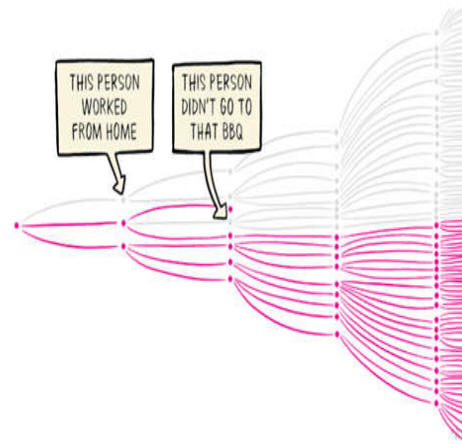 THIS PERSON
WORKED
FROM HOME
THIS PERSON
DIDN'T GO TO
THAT BBQ